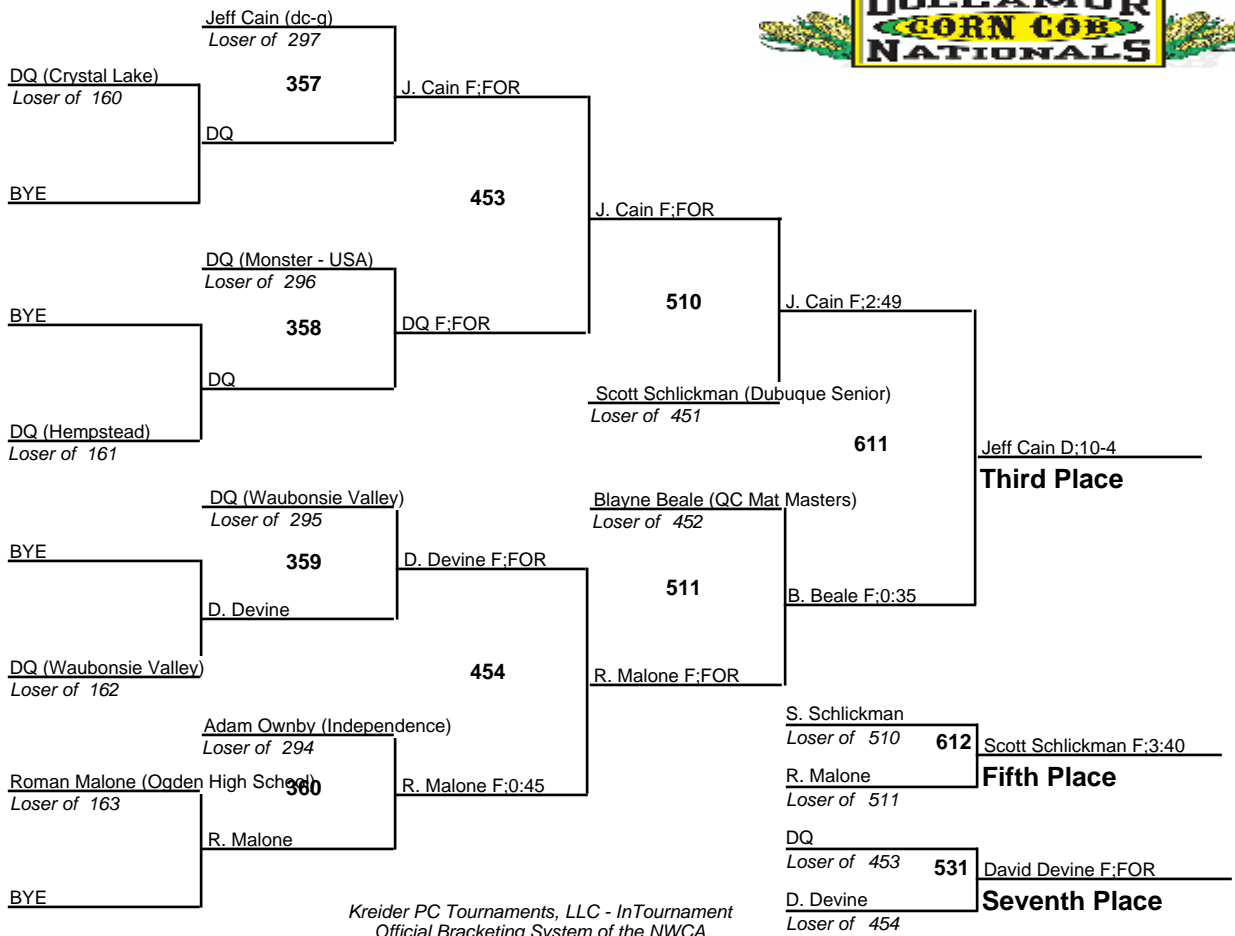 DOLLAMUR
CORN COB
NATIONALS
Jeff Cain (dc-q)
Loser of 297
DQ (Crystal Lake)
Loser of 160
357
J. Cain F;FOR
DQ
BYE
453
J. Cain F;FOR
DQ (Monster - USA)
Loser of 296
BYE
358
DQ F;FOR
510
J. Cain F;2:49
DQ
Scott Schlickman (Dubuque Senior)
Loser of 451
DQ (Hempstead)
Loser of 161
611
Jeff Cain D;10-4
Third Place
DQ (Waubonsie Valley)
Loser of 295
Blayne Beale (QC Mat Masters)
Loser of 452
BYE
359
D. Devine F;FOR
511
B. Beale F;0:35
D. Devine
DQ (Waubonsie Valley)
Loser of 162
454
R. Malone F;FOR
Adam Ownby (Independence)
Loser of 294
S. Schlickman
Loser of 510
612
Scott Schlickman F;3:40
Fifth Place
Roman Malone (Ogden High School)
Loser of 163
360
R. Malone F;0:45
R. Malone
Loser of 511
R. Malone
DQ
Loser of 453
531
David Devine F;FOR
Seventh Place
BYE
D. Devine
Loser of 454
Kreider PC Tournaments, LLC - InTournament
Official Bracketing System of the NWCA